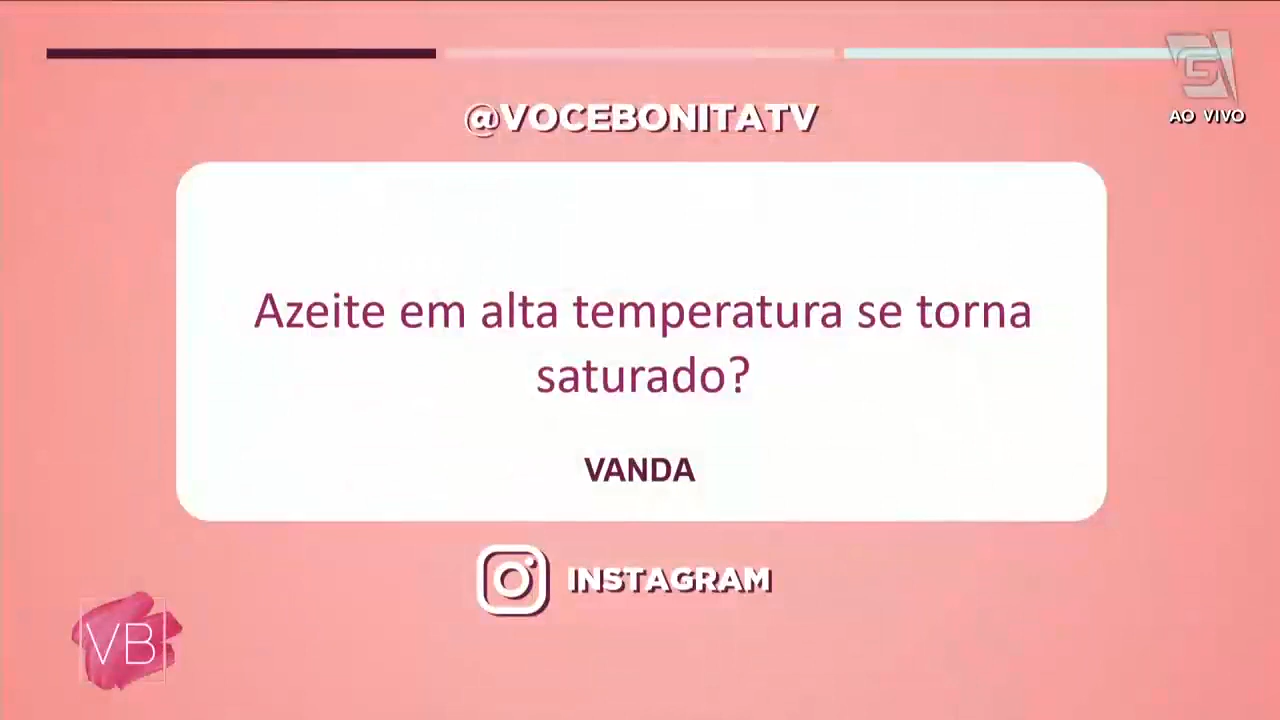 @VOCEBONITATV
AO VIVO
Azeite em alta temperatura se torna
saturado?
VANDA
INSTAGRAM
VB